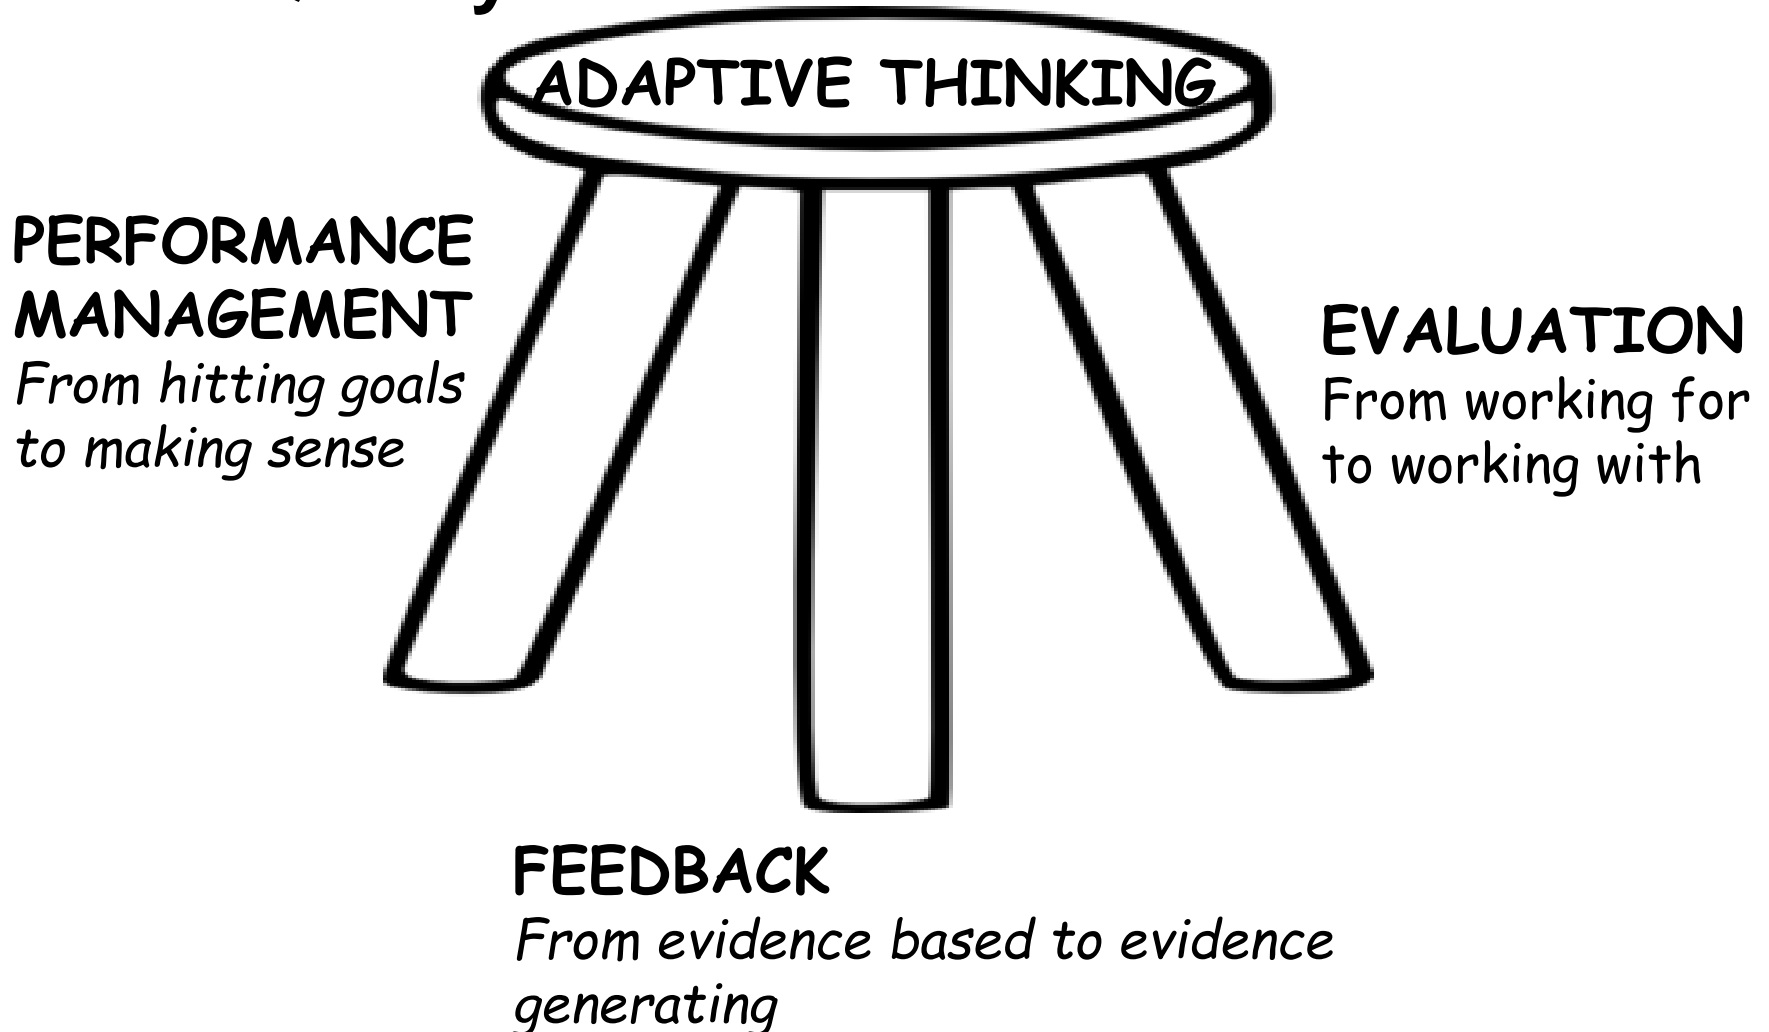 ADAPTIVE THINKING
PERFORMANCE
MANAGEMENT
From hitting goals
to making sense
EVALUATION
From working for
to working with
FEEDBACK
From evidence based to evidence
generating